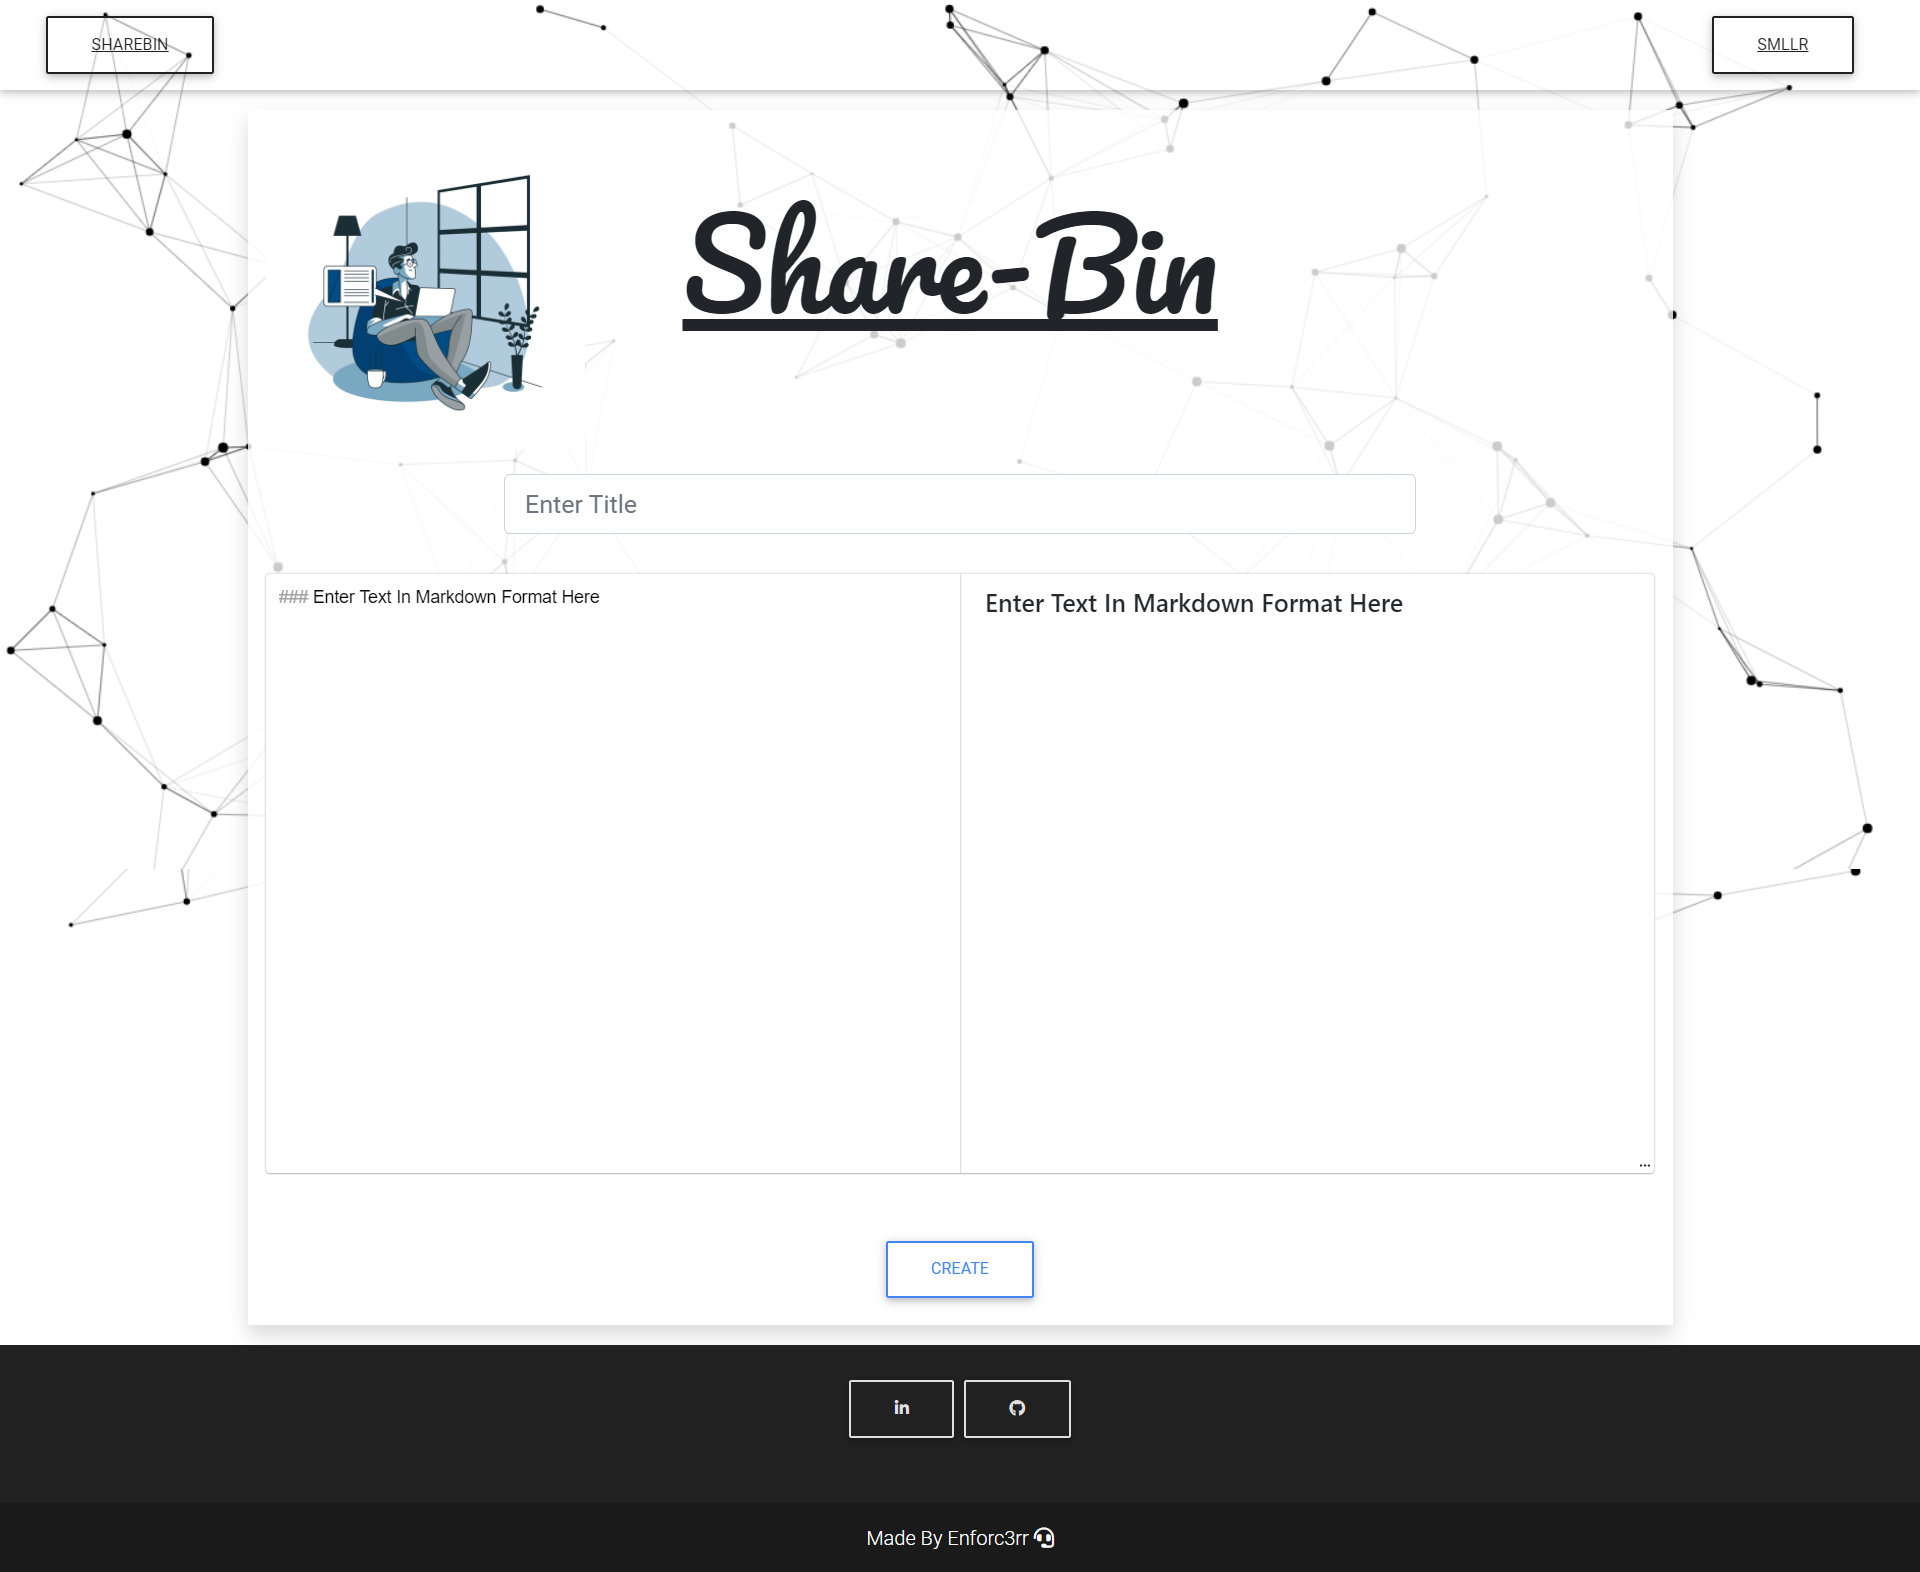 SHAREBIN
SMLLR
Share-Bin
Enter Title
### Enter Text In Markdown Format Here
Enter Text In Markdown Format Here
CREATE
in
Made By Enforc3rr